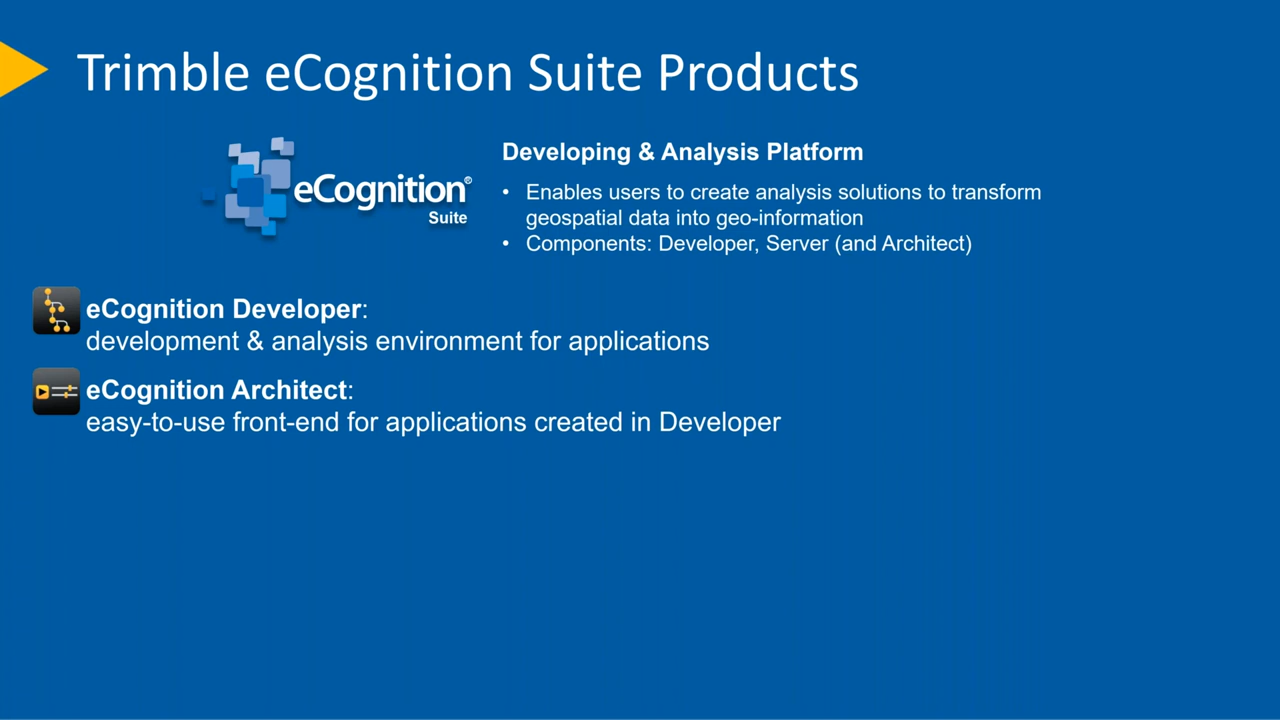 Trimble eCognition Suite Products
eCognition®
Suite
Developing & Analysis Platform
• Enables users to create analysis solutions to transform
geospatial data into geo-information
• Components: Developer, Server (and Architect)
eCognition Developer:
development & analysis environment for applications
eCognition Architect:
easy-to-use front-end for applications created in Developer